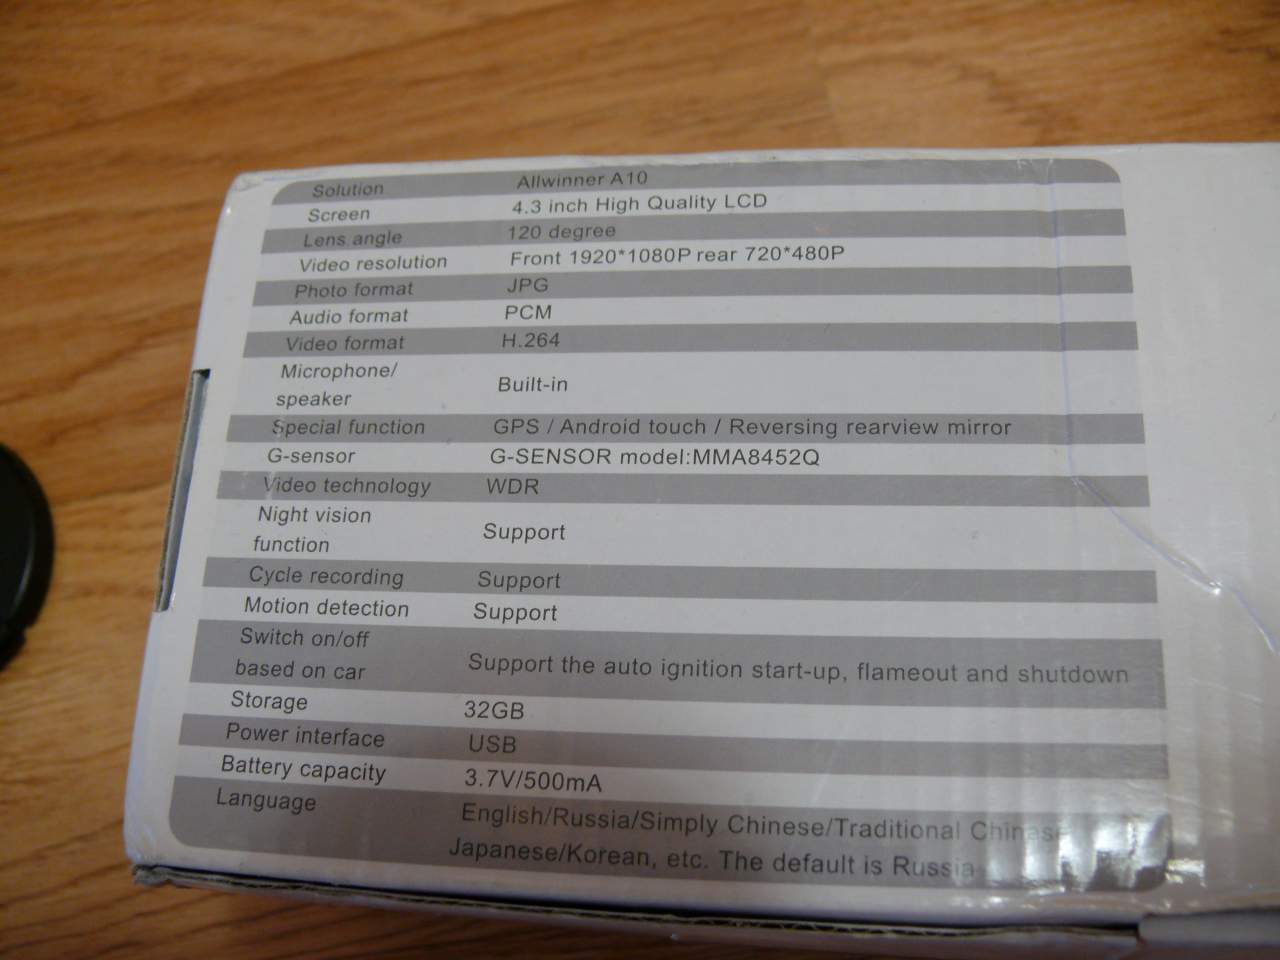 Solution Allwinner A10
Screen 4.3 inch High Quality LCD
Lens angle 120 degree
Video resolution Front 1920*1080P rear 720*480P
Photo format JPG
Audio format PCM
Video format H.264
Microphone/
speaker Built-in
Special function GPS / Android touch / Reversing rearview mirror
G-sensor G-SENSOR model:MMA8452Q
Video technology WDR
Night vision
function Support
Cycle recording Support
Motion detection Support
Switch on/off
based on car Support the auto ignition start-up, flameout and shutdown
Storage 32GB
Power interface USB
Battery capacity 3.7V/500mA
Language English/Russia/Simply Chinese/Traditional Chinese
Japanese/Korean, etc. The default is Russia